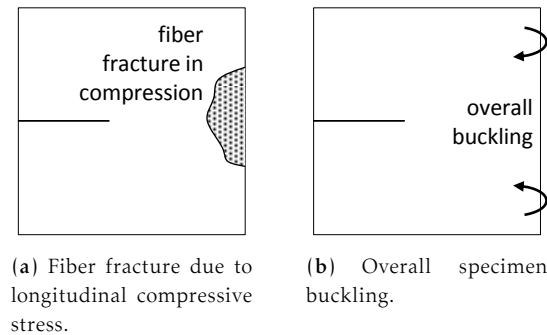 fiber
fracture in
compression
overall
buckling
(a) Fiber fracture due to
longitudinal compressive
stress.
(b) Overall specimen
buckling.